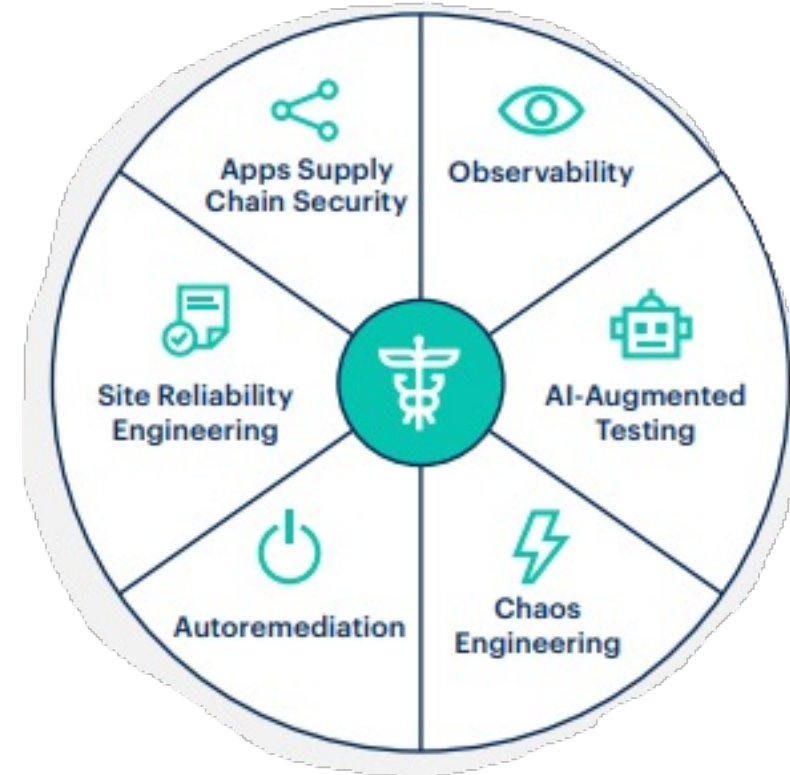 Observability
AI-Augmented
Testing
Chaos
Engineering
Autoremediation
Site Reliability
Engineering
Apps Supply
Chain Security